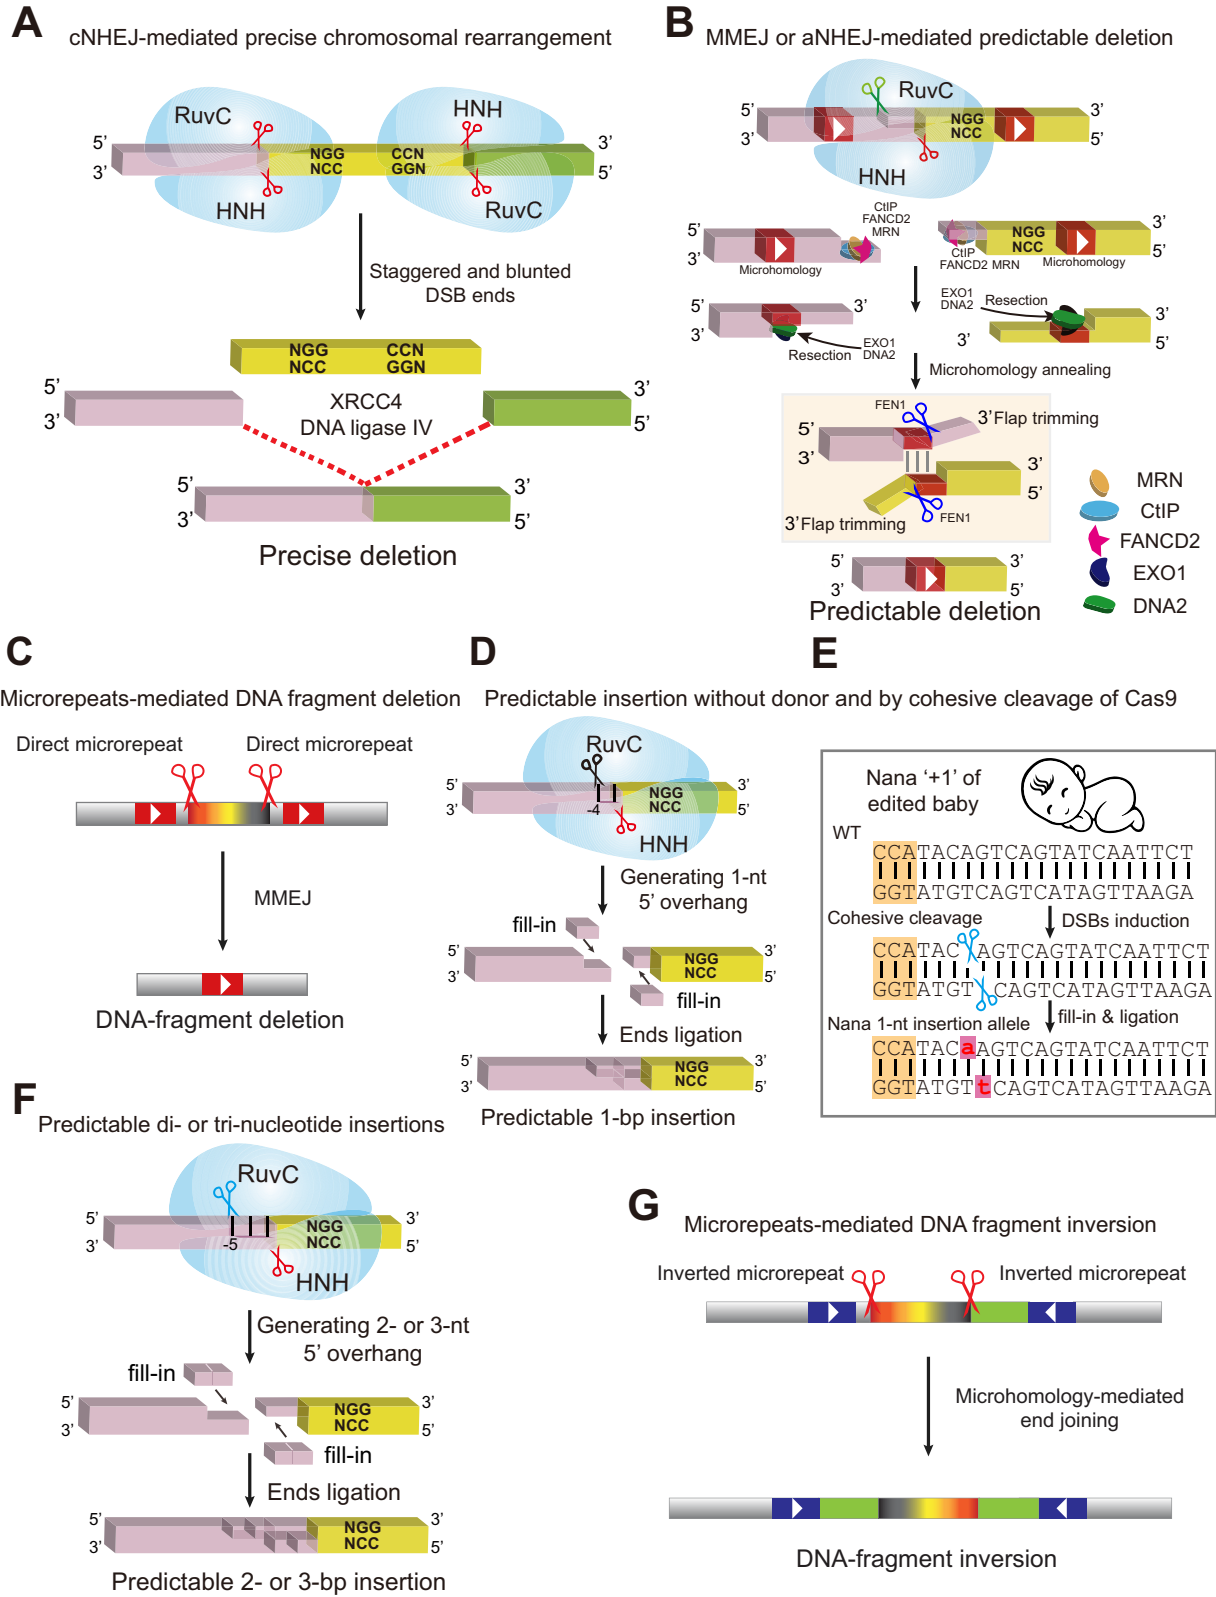 A
cNHEJ-mediated precise chromosomal rearrangement
RuvC
HNH
5’
3’
NGG
CCN
3’
NCC
GGN
5’
HNH
RuvC
Staggered and blunted
DSB ends
NGG
CCN
NCC
GGN
5’
3’
3’
5’
XRCC4
DNA ligase IV
5’
3’
3’
5’
Precise deletion
B
MMEJ or aNHEJ-mediated predictable deletion
RuvC
5’
3’
NGG
NCC
3’
5’
HNH
CtIP
FANCD2
MRN
5’
3’
Microhomology
NGG
NCC
3’
5’
CtIP
FANCD2 MRN
Microhomology
5’
3’
3’
EXO1
DNA2
Resection
EXO1
DNA2
Resection
3’
3’
5’
Microhomology annealing
FEN1
3’Flap trimming
5’
3’
3’
5’
3’Flap trimming
FEN1
5’
3’
3’
5’
Predictable deletion
MRN
CtIP
FANCD2
EXO1
DNA2
C
Microrepeats-mediated DNA fragment deletion
Direct microrepeat
Direct microrepeat
MMEJ
DNA-fragment deletion
D
E
Predictable insertion without donor and by cohesive cleavage of Cas9
RuvC
5’
3’
NGG
NCC
3’
5’
-4
HNH
Generating 1-nt
5’ overhang
fill-in
5’
3’
NGG
NCC
3’
5’
fill-in
Ends ligation
5’
3’
NGG
NCC
3’
5’
Predictable 1-bp insertion
Nana ‘+1’ of
edited baby
WT
CCATACAGTCAGTATCAATTCT
GGTATGTCAGTCATAGTTAAGA
Cohesive cleavage
DSBs induction
CCATAC AGTCAGTATCAATTCT
GGTATGT CAGTCATAGTTAAGA
fill-in & ligation
Nana 1-nt insertion allele
CCATACaAGTCAGTATCAATTCT
GGTATGTtCAGTCATAGTTAAGA
F
Predictable di- or tri-nucleotide insertions
RuvC
5’
3’
NGG
NCC
3’
5’
-5
HNH
Generating 2- or 3-nt
5’ overhang
fill-in
5’
3’
NGG
NCC
3’
5’
fill-in
Ends ligation
5’
3’
NGG
NCC
3’
5’
Predictable 2- or 3-bp insertion
G
Microrepeats-mediated DNA fragment inversion
Inverted microrepeat
Inverted microrepeat
Microhomology-mediated
end joining
DNA-fragment inversion